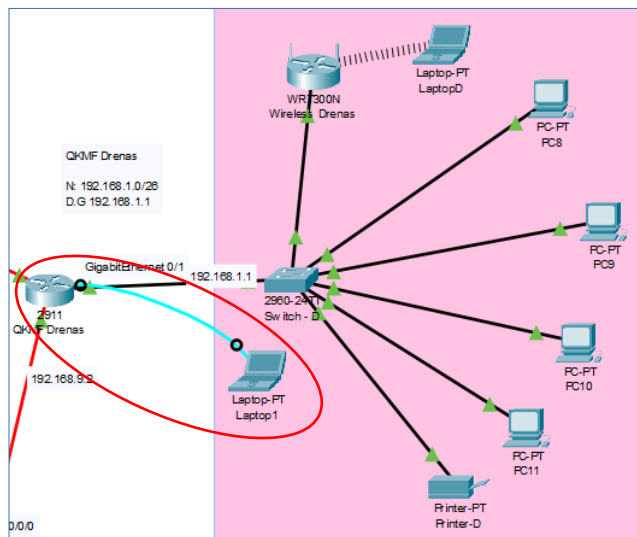 Laptop-PT
LaptopD
WRT300N
Wireless Drenas
PC-PT
PC8
QKMF Drenas
N: 192.168.1.0/26
D.G 192.168.1.1
PC-PT
PC9
GigabitEthernet 0/1
192.168.1.1
2960-24TT
Switch - D
2911
QKMF Drenas
192.168.9.2
Laptop-PT
Laptop1
PC-PT
PC10
PC-PT
PC11
Printer-PT
Printer-D
0/0/0